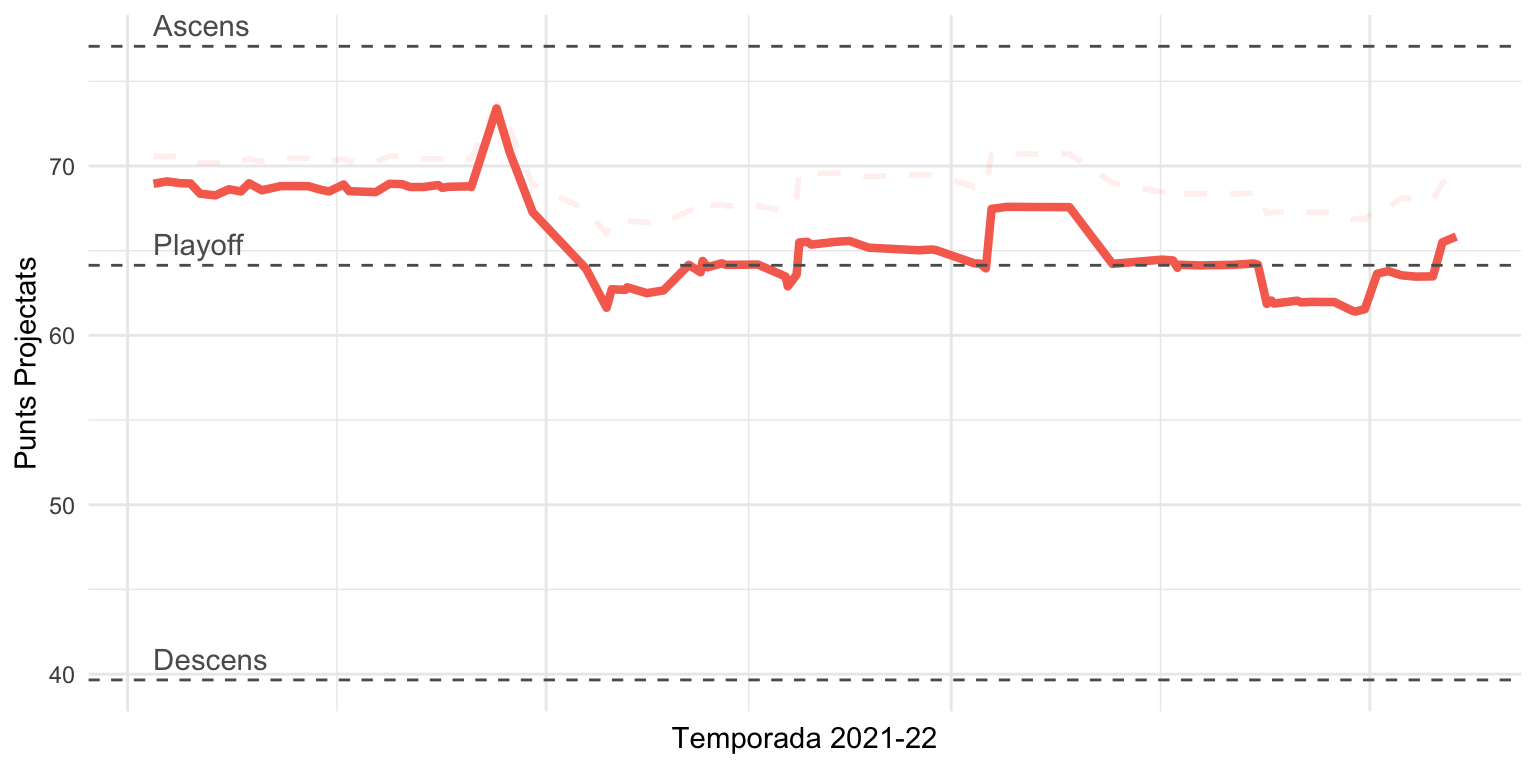 Ascens
70
Playoff
60
50
Descens
40
Punts Projectats
Temporada 2021-22